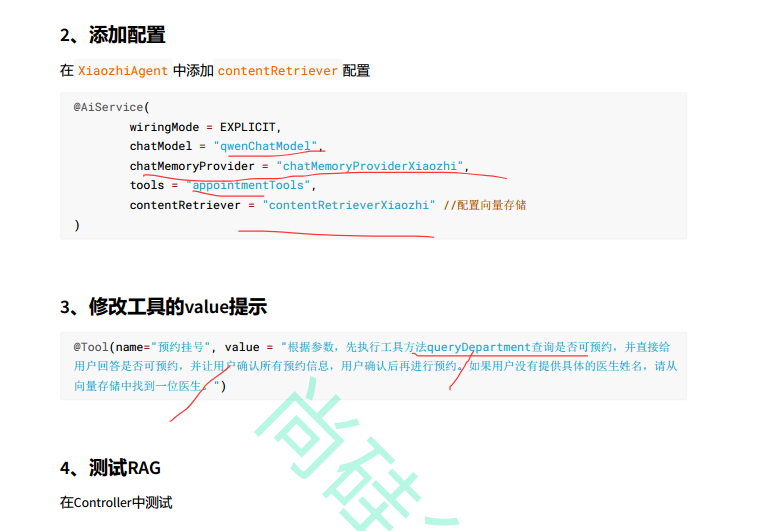 2、添加配置
在 XiaozhiAgent 中添加 contentRetriever 配置
@AiService(
wiringMode = EXPLICIT,
chatModel = "qwenChatModel",
chatMemoryProvider = "chatMemoryProviderXiaozhi",
tools = "appointmentTools",
contentRetriever = "contentRetrieverXiaozhi" //配置向量存储
)
3、修改工具的value提示
@Tool(name="预约挂号", value = "根据参数，先执行工具方法queryDepartment查询是否可预约，并直接给
用户回答是否可预约，并让用户确认所有预约信息，用户确认后再进行预约。如果用户没有提供具体的医生姓名，请从
向量存储中找到一位医生。")
4、测试RAG
在Controller中测试
尚硅